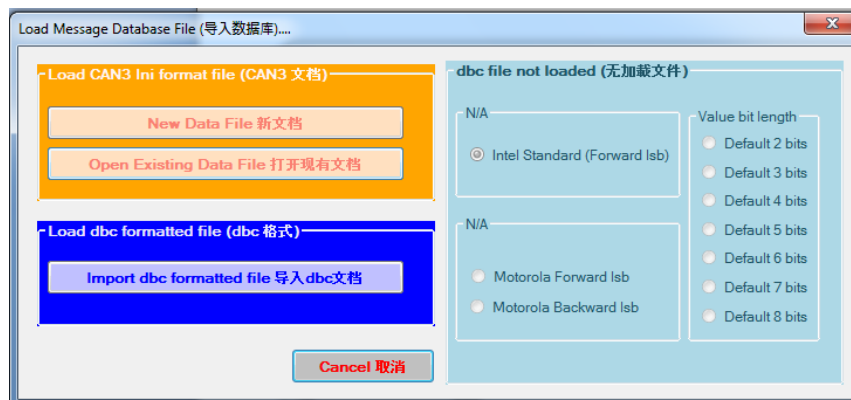 Load Message Database File (导入数据库)....
Load CAN3 Ini format file (CAN3 文档)
New Data File 新文档
Open Existing Data File 打开现有文档
Load dbc formatted file (dbc 格式)
Import dbc formatted file 导入dbc文档
Cancel 取消
dbc file not loaded (无加载文件)
N/A
Intel Standard (Forward lsb)
N/A
Motorola Forward lsb
Motorola Backward lsb
Value bit length
Default 2 bits
Default 3 bits
Default 4 bits
Default 5 bits
Default 6 bits
Default 7 bits
Default 8 bits